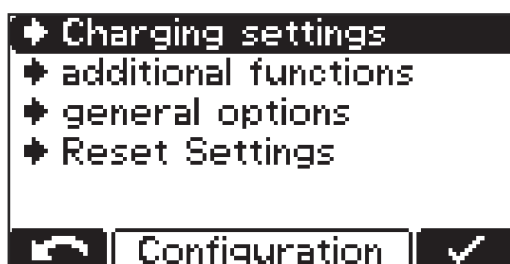 Charging settings
additional functions
general options
Reset Settings
Configuration